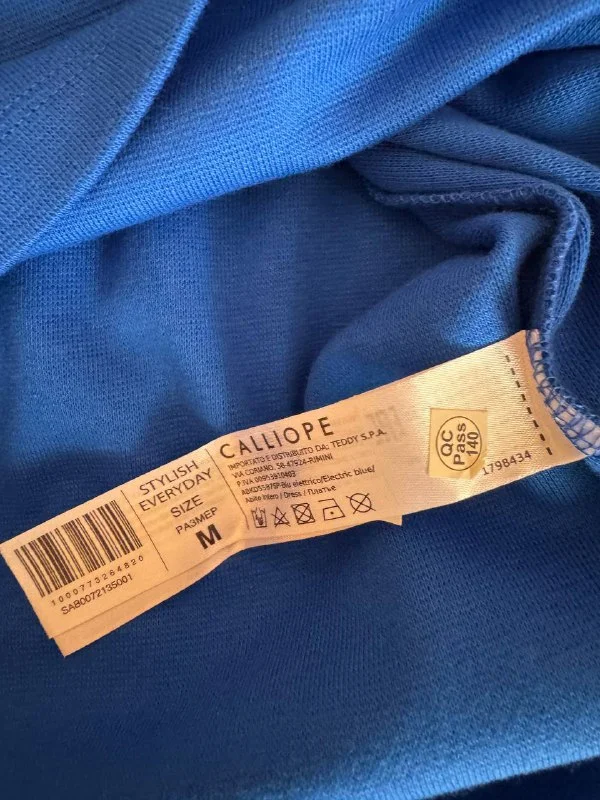 CALLIOPE
IMPORTATO E DISTRIBUITO DA: TEDDY S.P.A.
VIA CORIANO, 58 47924-RIMINI
Blu elettrico/Electric blue/
Abito intero / Dress / Платье
STYLISH
EVERYDAY
SIZE
РАЗМЕР
M
1000773264820
SAB0072135001
QC
Pass
140
1798434